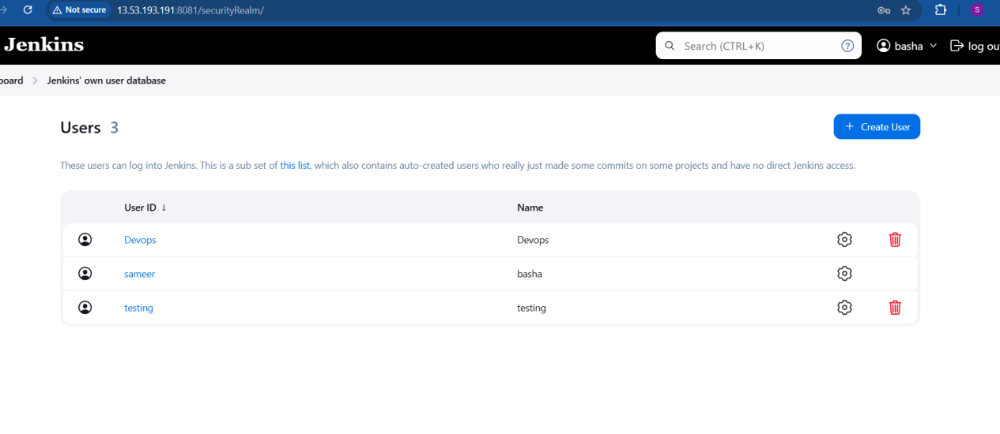 Not secure 13.53.193.191:8081/securityRealm/ S
Jenkins Search (CTRL+K) ? basha log ou
board > Jenkins' own user database
Users 3 + Create User
These users can log into Jenkins. This is a sub set of this list, which also contains auto-created users who really just made some commits on some projects and have no direct Jenkins access.
User ID ↓ Name
Devops Devops
sameer basha
testing testing